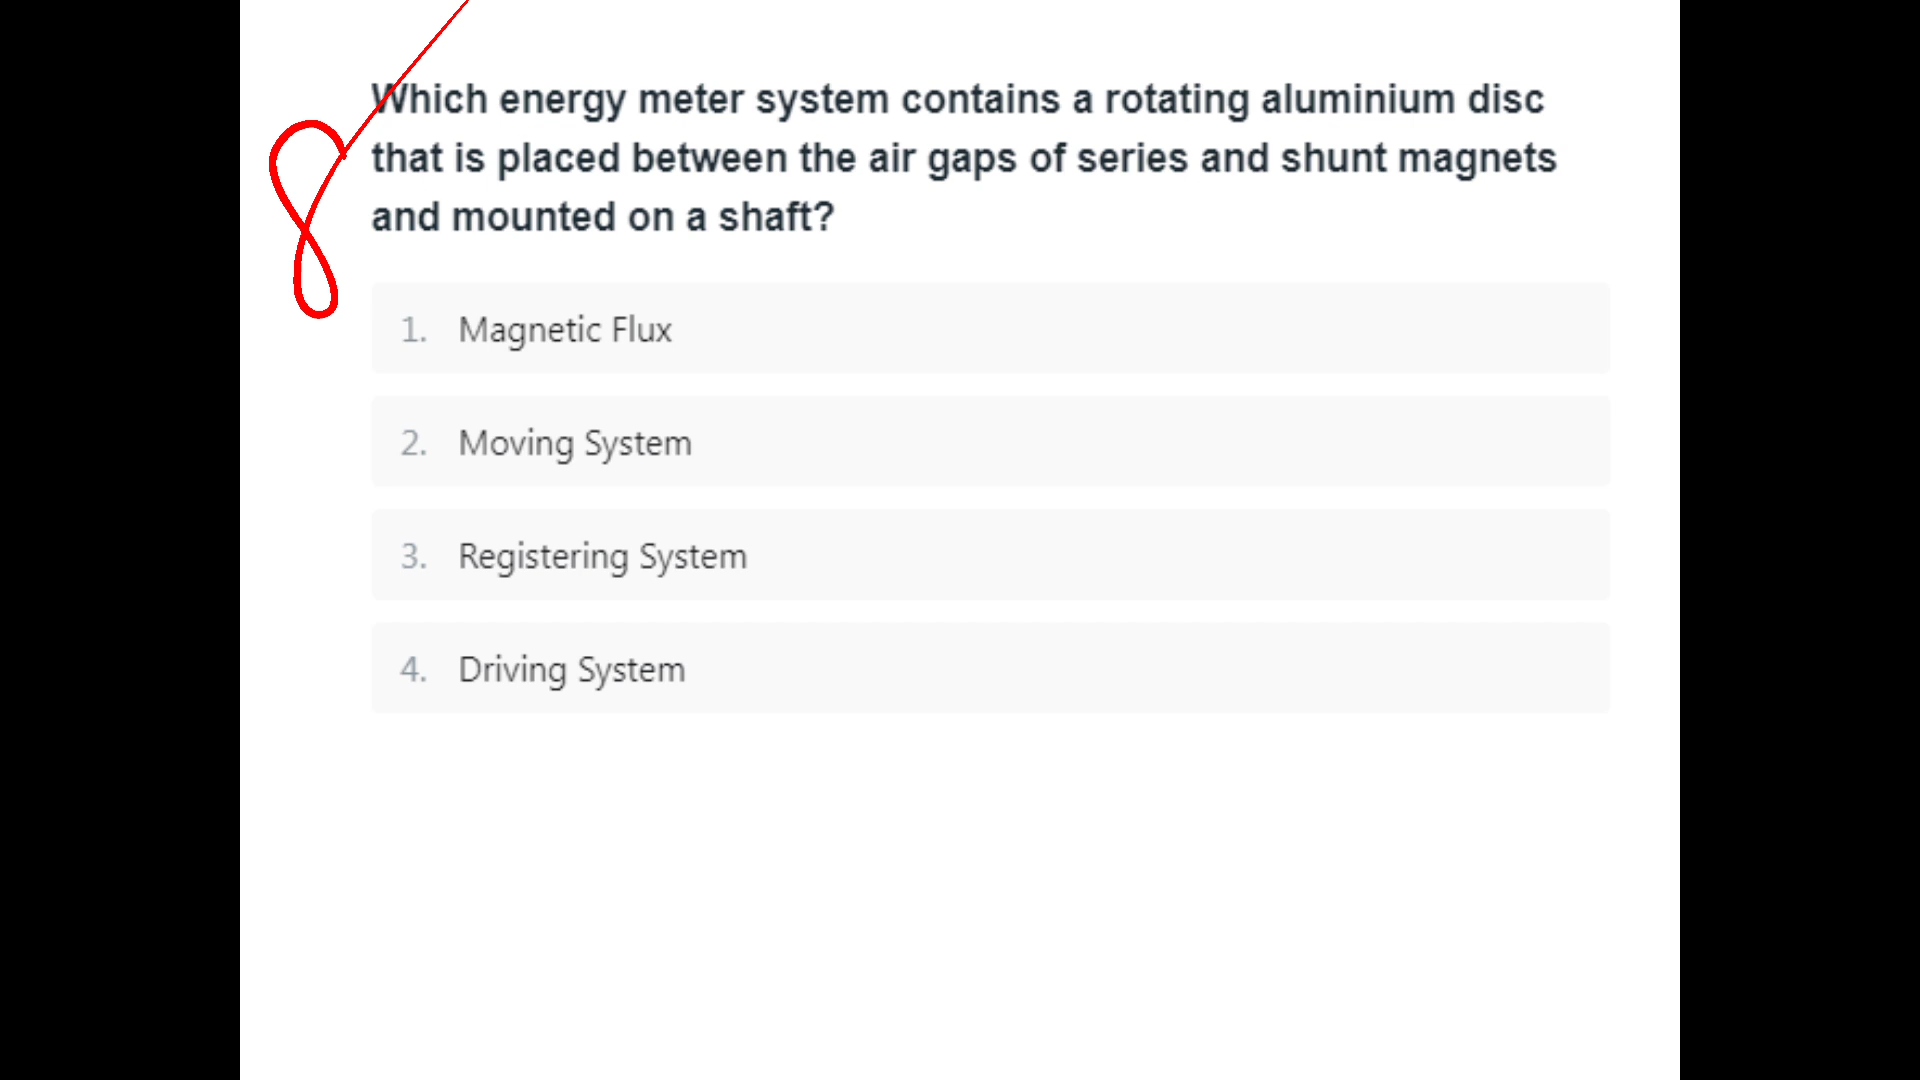 8
Which energy meter system contains a rotating aluminium disc
that is placed between the air gaps of series and shunt magnets
and mounted on a shaft?
1. Magnetic Flux
2. Moving System
3. Registering System
4. Driving System